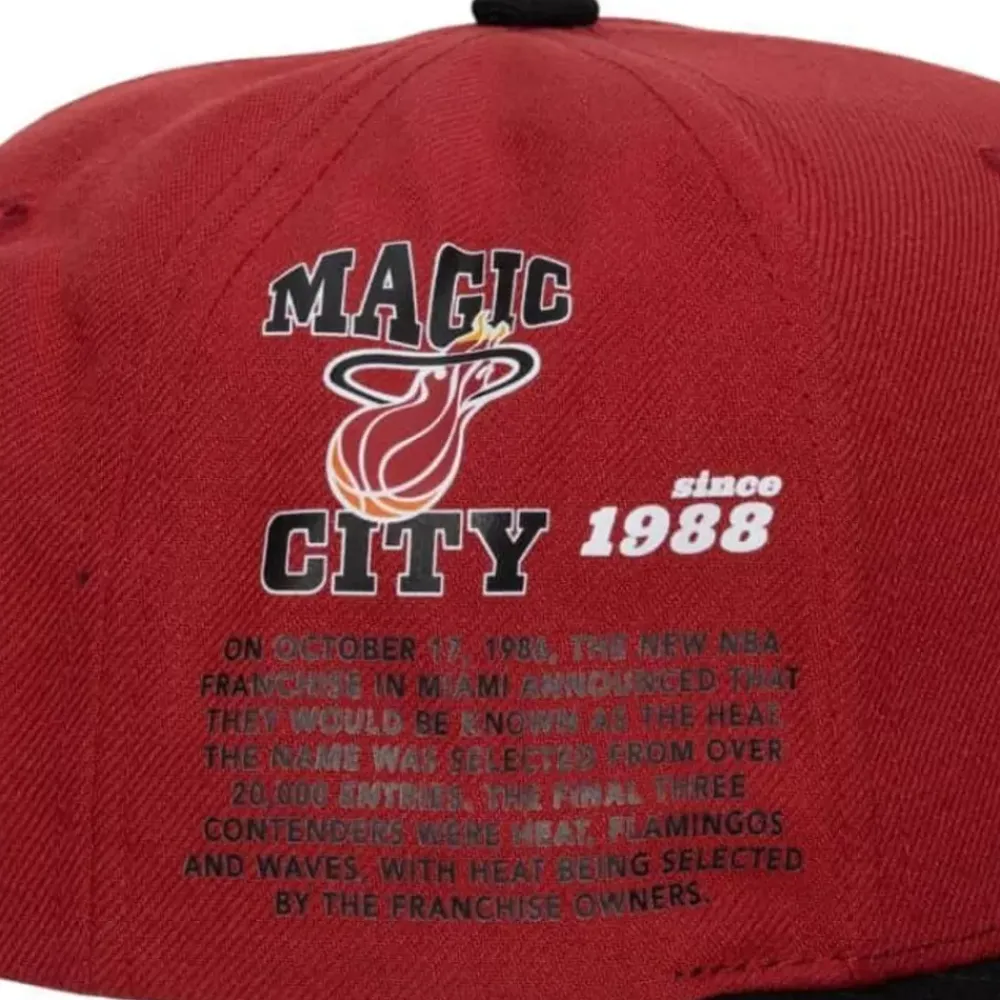 MAGIC
CITY
since
1988
ON OCTOBER 17, 1986, THE NEW NBA
FRANCHISE IN MIAMI ANNOUNCED THAT
THEY WOULD BE KNOWN AS THE HEAT.
THE NAME WAS SELECTED FROM OVER
20,000 ENTRIES. THE FINAL THREE
CONTENDERS WERE HEAT, FLAMINGOS
AND WAVES, WITH HEAT BEING SELECTED
BY THE FRANCHISE OWNERS.